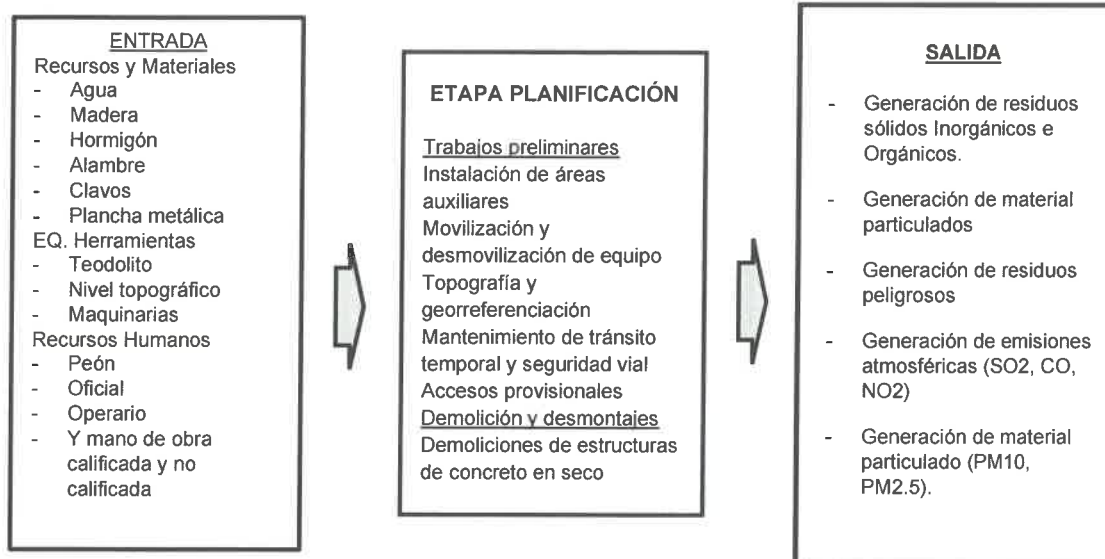 ENTRADA
Recursos y Materiales
- Agua
- Madera
- Hormigón
- Alambre
- Clavos
- Plancha metálica
EQ. Herramientas
- Teodolito
- Nivel topográfico
- Maquinarias
Recursos Humanos
- Peón
- Oficial
- Operario
- Y mano de obra
calificada y no
calificada
ETAPA PLANIFICACIÓN
Trabajos preliminares
Instalación de áreas
auxiliares
Movilización y
desmovilización de equipo
Topografía y
georreferenciación
Mantenimiento de tránsito
temporal y seguridad vial
Accesos provisionales
Demolición y desmontajes
Demoliciones de estructuras
de concreto en seco
SALIDA
- Generación de residuos
sólidos Inorgánicos e
Orgánicos.
- Generación de material
particulados
- Generación de residuos
peligrosos
- Generación de emisiones
atmosféricas (SO2, CO,
NO2)
- Generación de material
particulado (PM10,
PM2.5).